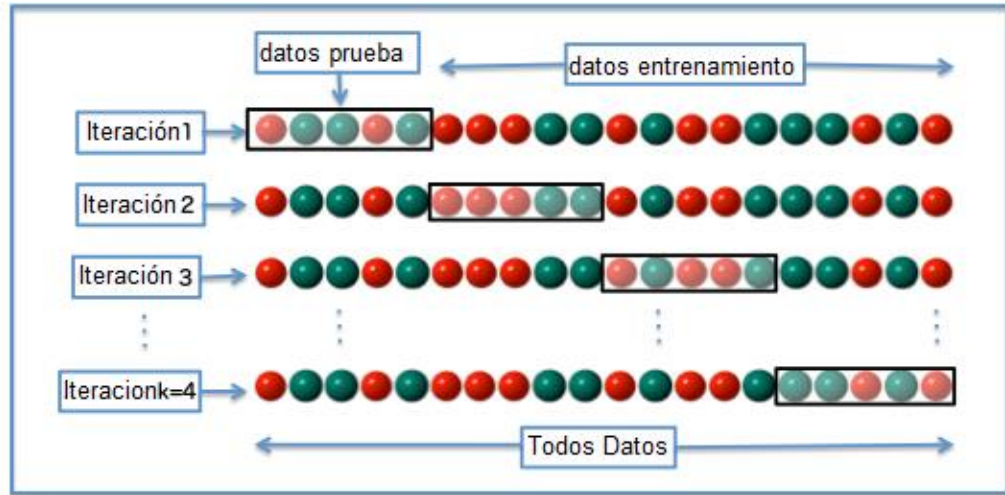 datos prueba
datos entrenamiento
Iteración1
Iteración 2
Iteración 3
Iteracionk=4
Todos Datos